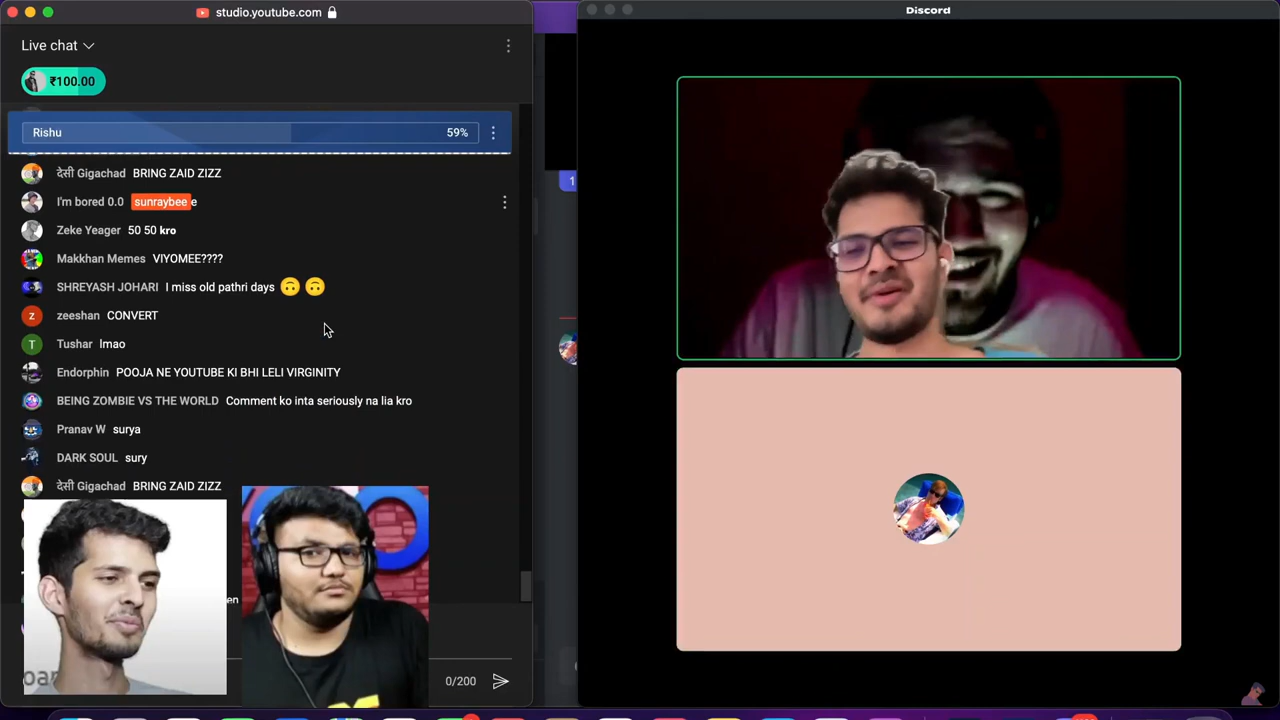 studio.youtube.com
Discord
Live chat
₹100.00
Rishu 59%
देसी Gigachad BRING ZAID ZIZZ
I'm bored 0.0 sunraybee e
Zeke Yeager 50 50 kro
Makkhan Memes VIYOMEE????
SHREYASH JOHARI I miss old pathri days 🙃 🙃
zeeshan CONVERT
Tushar lmao
Endorphin POOJA NE YOUTUBE KI BHI LELI VIRGINITY
BEING ZOMBIE VS THE WORLD Comment ko inta seriously na lia kro
Pranav W surya
DARK SOUL sury
देसी Gigachad BRING ZAID ZIZZ
en
0/200